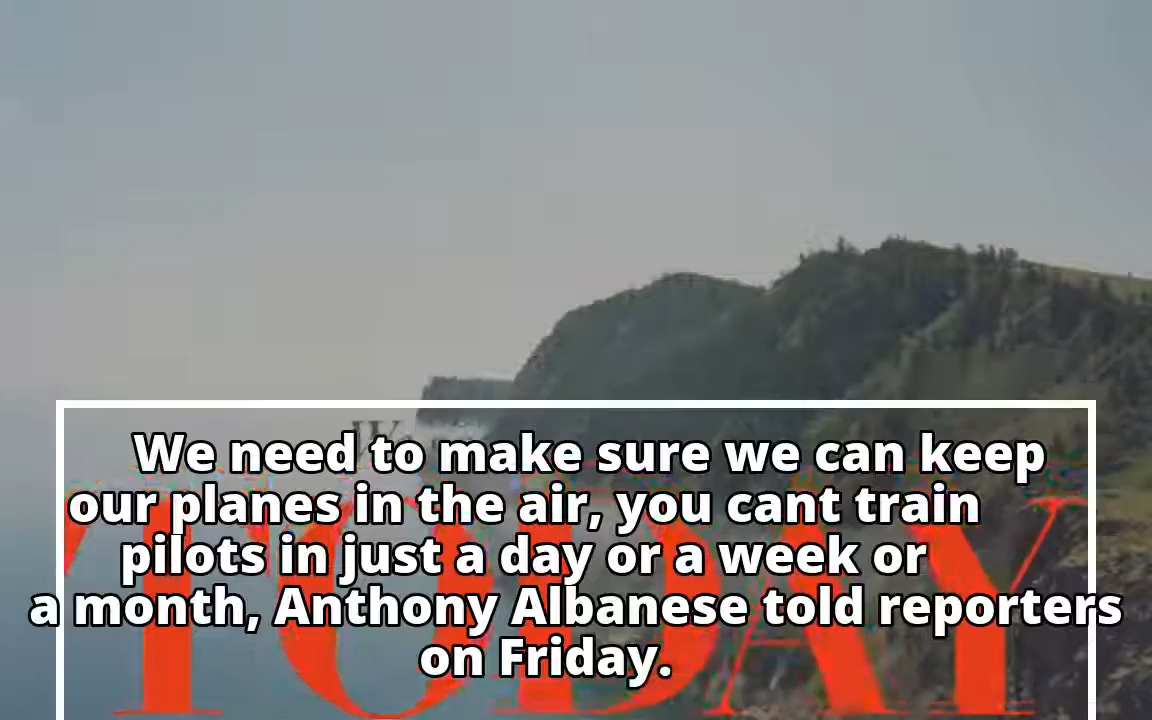 We need to make sure we can keep
our planes in the air, you cant train
pilots in just a day or a week or
a month, Anthony Albanese told reporters
on Friday.
TODAY